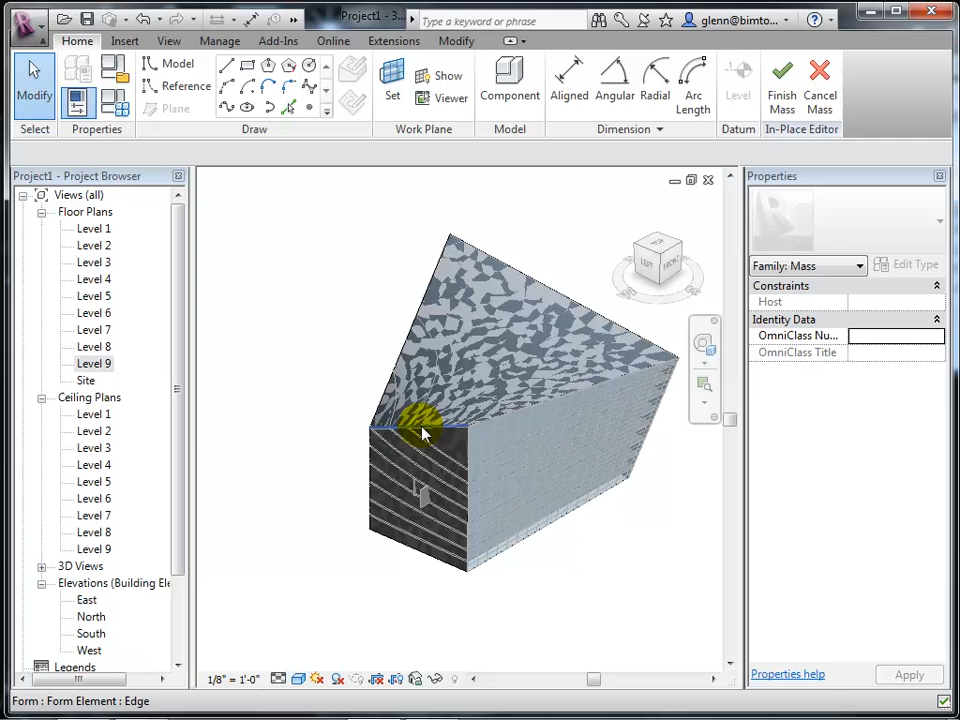 Project1 - 3...
Type a keyword or phrase
glenn@bimto...
Home
Insert
View
Manage
Add-Ins
Online
Extensions
Modify
Modify
Model
Reference
Plane
Set
Show
Viewer
Component
Aligned
Angular
Radial
Arc
Length
Level
Finish
Mass
Cancel
Mass
Select
Properties
Draw
Work Plane
Model
Dimension
Datum
In-Place Editor
Project1 - Project Browser
Views (all)
Floor Plans
Level 1
Level 2
Level 3
Level 4
Level 5
Level 6
Level 7
Level 8
Level 9
Site
Ceiling Plans
Level 1
Level 2
Level 3
Level 4
Level 5
Level 6
Level 7
Level 8
Level 9
3D Views
Elevations (Building Ele
East
North
South
West
Legends
TOP
LEFT
FRONT
Properties
Family: Mass
Edit Type
Constraints
Host
Identity Data
OmniClass Nu...
OmniClass Title
Properties help
Apply
1/8" = 1'-0"
Form : Form Element : Edge